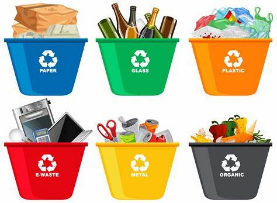 PAPER
GLASS
PLASTIC
E-WASTE
METAL
ORGANIC